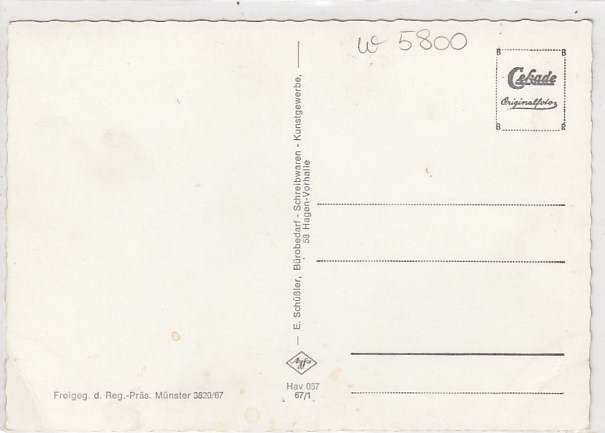 W 5800
B B
Cekade
Originalfoto
B R
— E. Schüßler, Bürobedarf - Schreibwaren - Kunstgewerbe, —
58 Hagen-Vorhalle
Agfa
Hav 067
67/1
Freigeg. d. Reg.-Präs. Münster 3820/67